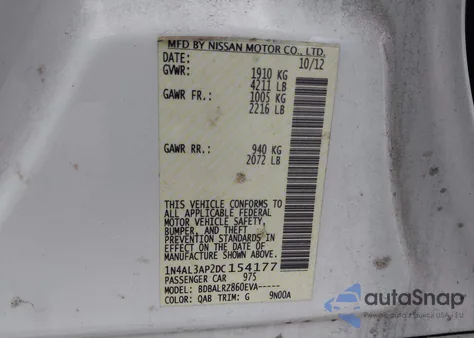 MFD BY NISSAN MOTOR CO., LTD.
DATE: 10/12
GVWR: 1910 KG
4211 LB
GAWR FR.: 1005 KG
2216 LB
GAWR RR.: 940 KG
2072 LB
THIS VEHICLE CONFORMS TO
ALL APPLICABLE FEDERAL
MOTOR VEHICLE SAFETY,
BUMPER, AND THEFT
PREVENTION STANDARDS IN
EFFECT ON THE DATE OF
MANUFACTURE SHOWN ABOVE.
1N4AL3AP2DC154177
PASSENGER CAR 975
MODEL: BDBALRZ860EVA-----
COLOR: QAB TRIM: G 9N00A
autoSnap